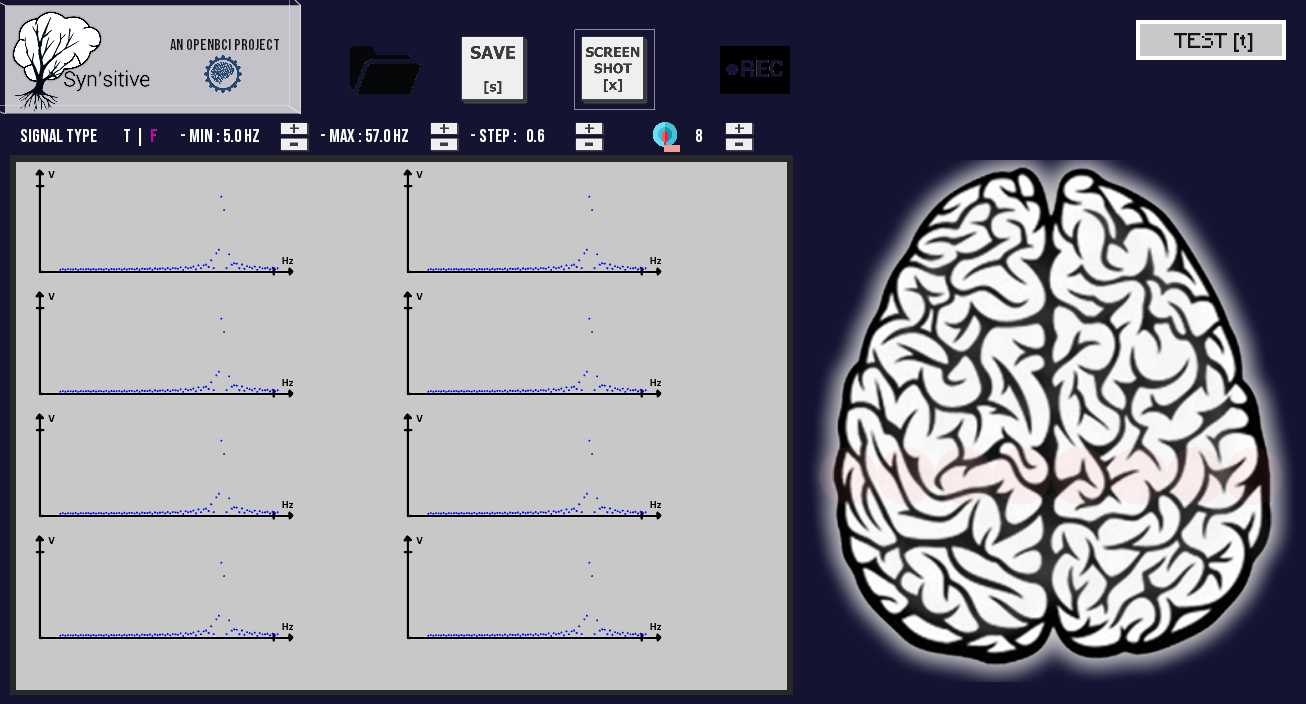 AN OPENBCI PROJECT
Syn'sitive
SAVE
[s]
SCREEN
SHOT
[x]
●REC
TEST [t]
SIGNAL TYPE T | F - MIN : 5.0 HZ + - - MAX : 57.0 HZ + - - STEP : 0.6 + - 8 + -
V V
Hz Hz
V V
Hz Hz
V V
Hz Hz
V V
Hz Hz